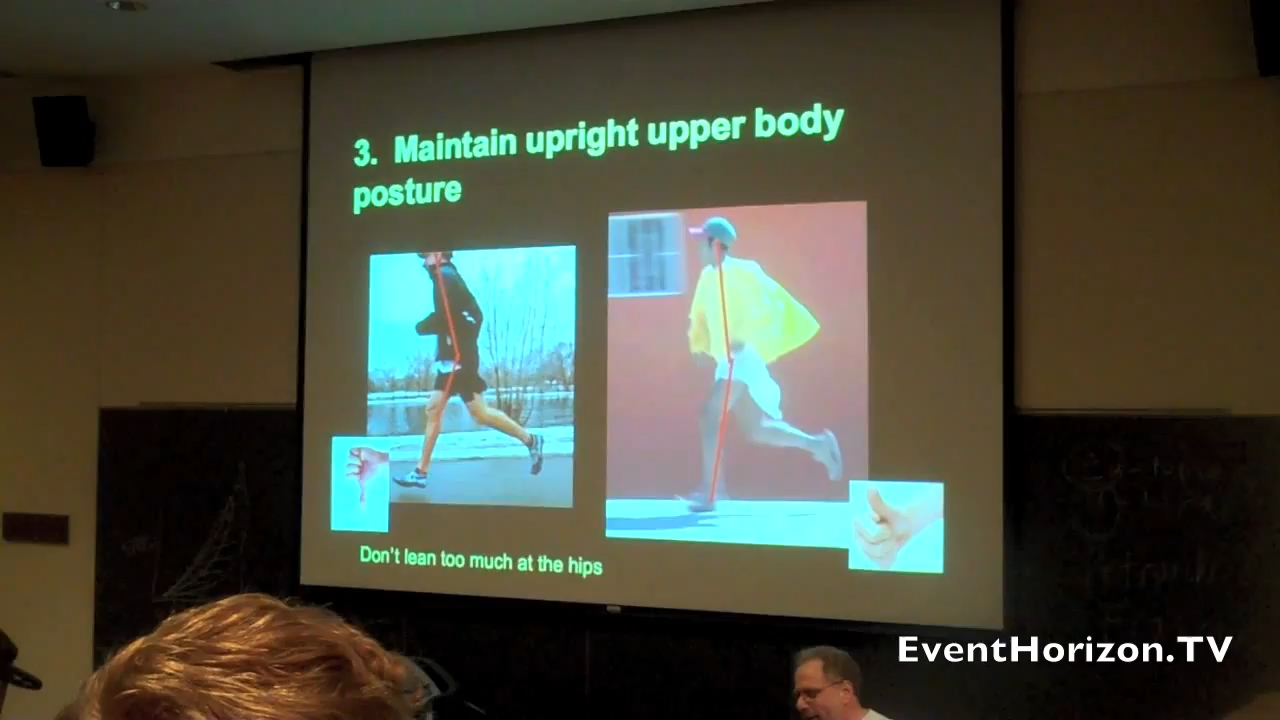 3. Maintain upright upper body
posture
Don't lean too much at the hips
EventHorizon.TV